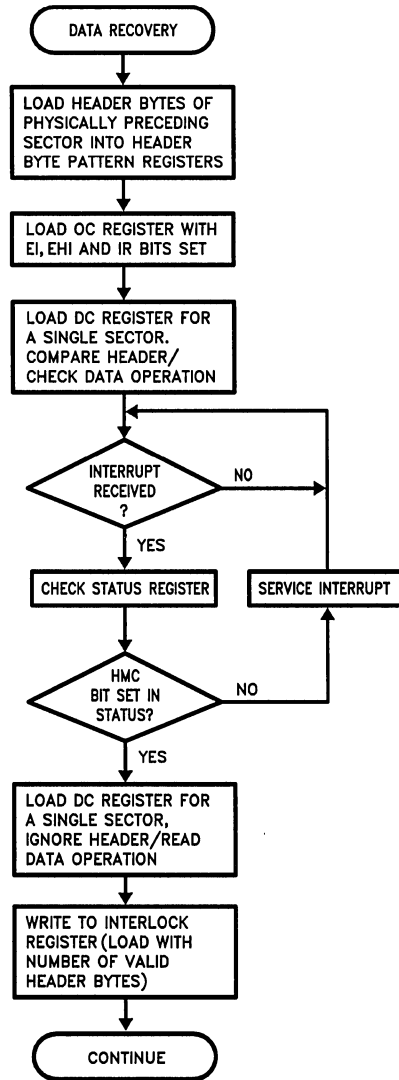 DATA RECOVERY
LOAD HEADER BYTES OF
PHYSICALLY PRECEDING
SECTOR INTO HEADER
BYTE PATTERN REGISTERS
LOAD OC REGISTER WITH
EI, EHI AND IR BITS SET
LOAD DC REGISTER FOR
A SINGLE SECTOR.
COMPARE HEADER/
CHECK DATA OPERATION
INTERRUPT
RECEIVED
?
NO
YES
CHECK STATUS REGISTER
SERVICE INTERRUPT
HMC
BIT SET IN
STATUS?
NO
YES
LOAD DC REGISTER FOR
A SINGLE SECTOR,
IGNORE HEADER/READ
DATA OPERATION
WRITE TO INTERLOCK
REGISTER (LOAD WITH
NUMBER OF VALID
HEADER BYTES)
CONTINUE